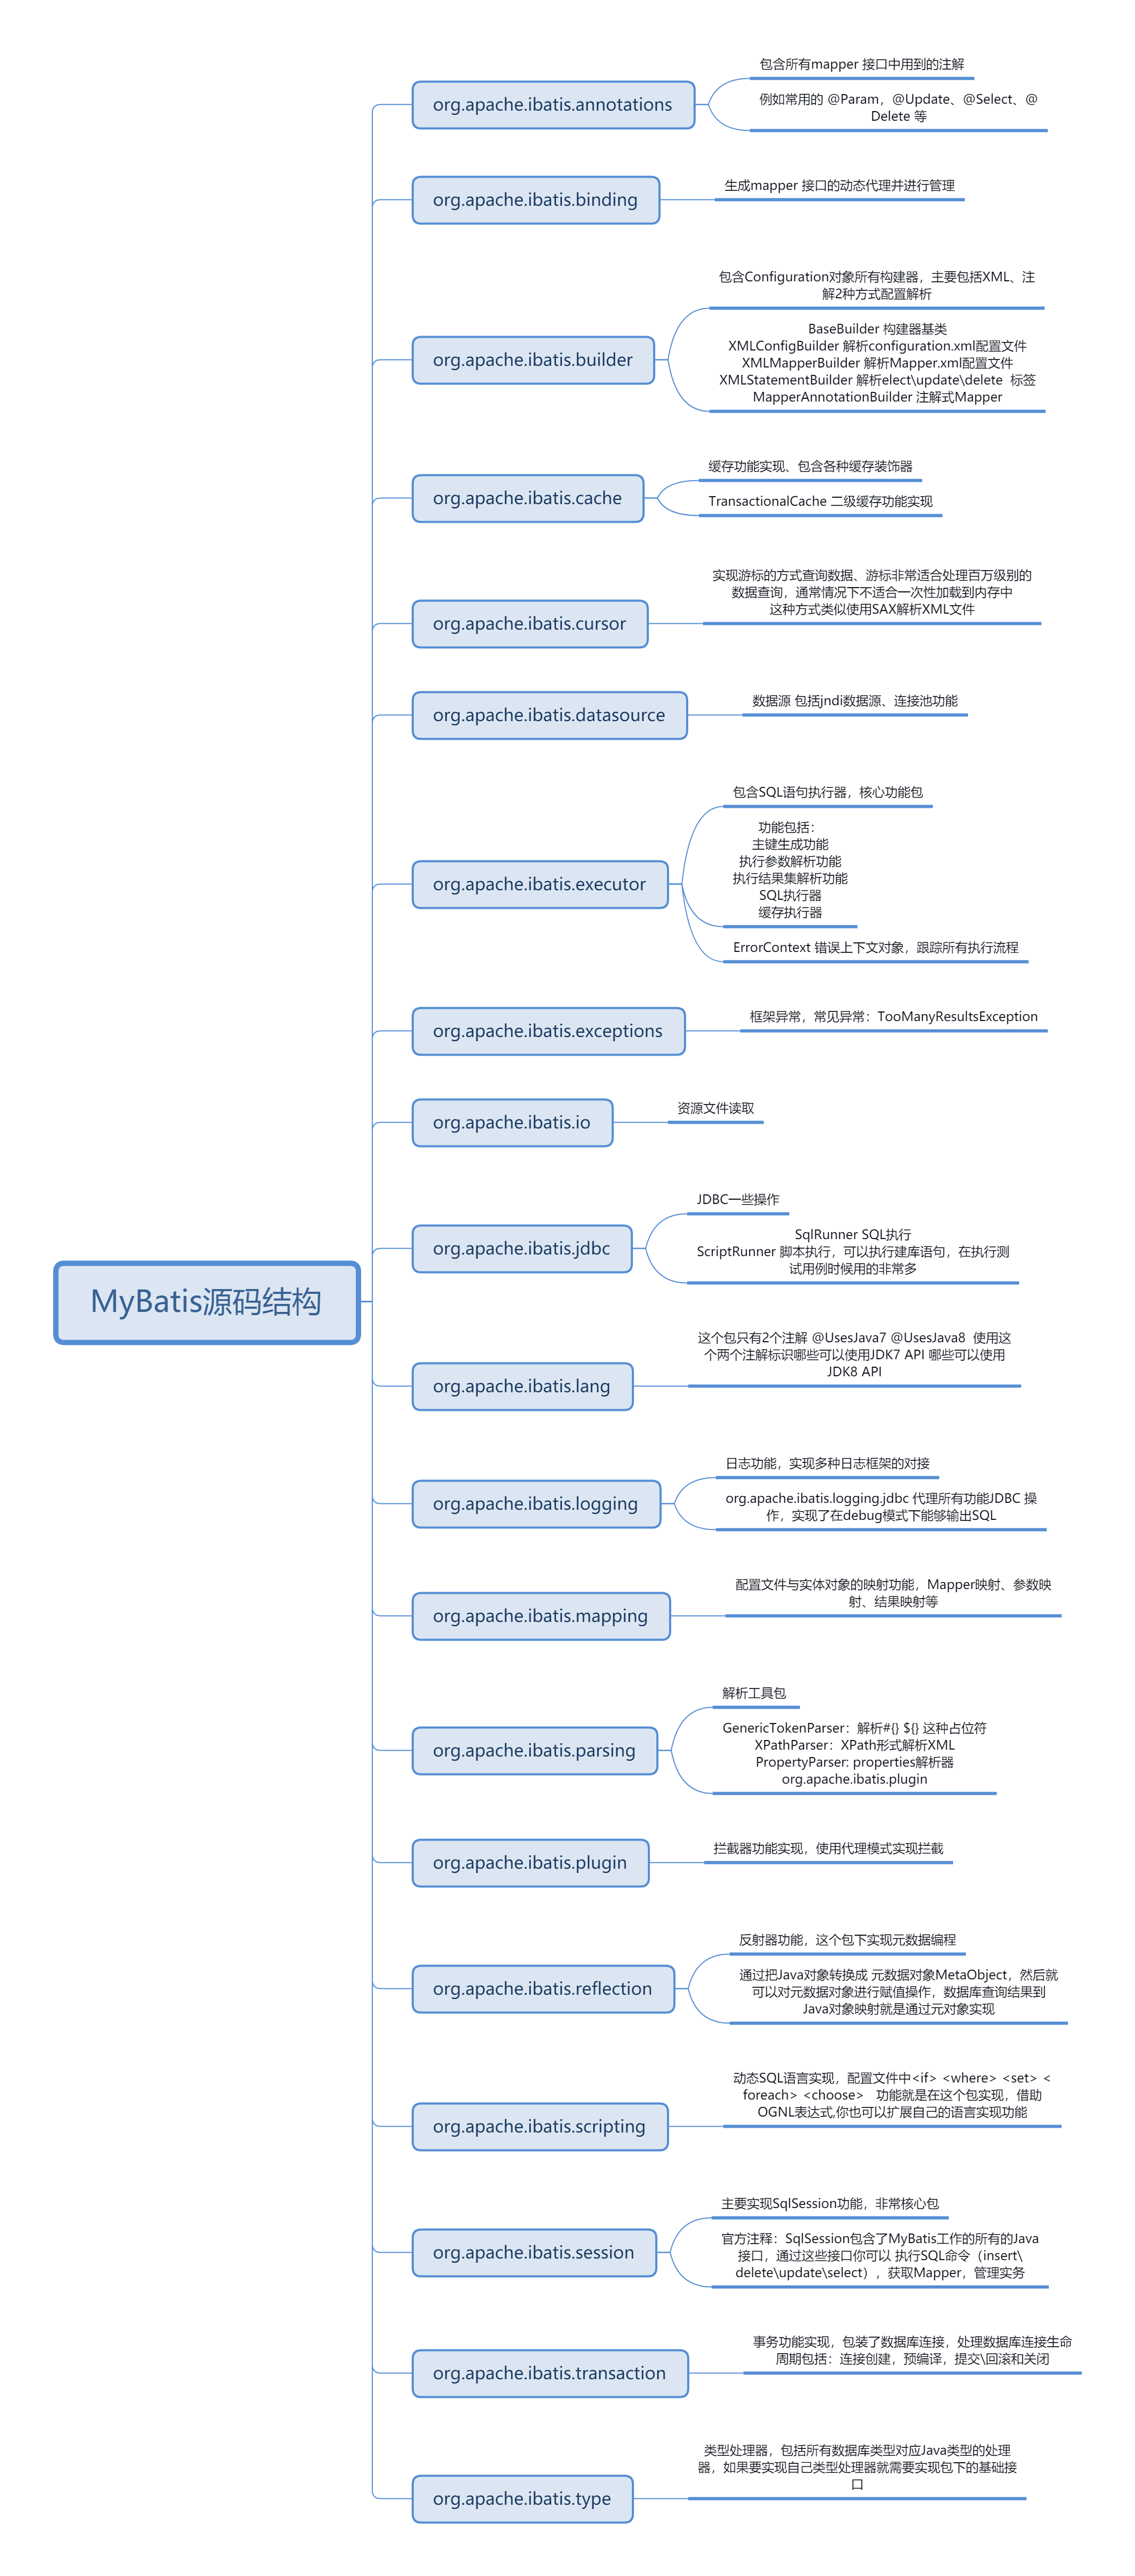 MyBatis源码结构
org.apache.ibatis.annotations
包含所有mapper 接口中用到的注解
例如常用的 @Param，@Update、@Select、@
Delete 等
org.apache.ibatis.binding
生成mapper 接口的动态代理并进行管理
org.apache.ibatis.builder
包含Configuration对象所有构建器，主要包括XML、注
解2种方式配置解析
BaseBuilder 构建器基类
XMLConfigBuilder 解析configuration.xml配置文件
XMLMapperBuilder 解析Mapper.xml配置文件
XMLStatementBuilder 解析elect\update\delete  标签
MapperAnnotationBuilder 注解式Mapper
org.apache.ibatis.cache
缓存功能实现、包含各种缓存装饰器
TransactionalCache 二级缓存功能实现
org.apache.ibatis.cursor
实现游标的方式查询数据、游标非常适合处理百万级别的
数据查询，通常情况下不适合一次性加载到内存中
这种方式类似使用SAX解析XML文件
org.apache.ibatis.datasource
数据源 包括jndi数据源、连接池功能
org.apache.ibatis.executor
包含SQL语句执行器，核心功能包
功能包括：
主键生成功能
执行参数解析功能
执行结果集解析功能
SQL执行器
缓存执行器
ErrorContext 错误上下文对象，跟踪所有执行流程
org.apache.ibatis.exceptions
框架异常，常见异常：TooManyResultsException
org.apache.ibatis.io
资源文件读取
org.apache.ibatis.jdbc
JDBC一些操作
SqlRunner SQL执行
ScriptRunner 脚本执行，可以执行建库语句，在执行测
试用例时候用的非常多
org.apache.ibatis.lang
这个包只有2个注解 @UsesJava7 @UsesJava8  使用这
个两个注解标识哪些可以使用JDK7 API 哪些可以使用
JDK8 API
org.apache.ibatis.logging
日志功能，实现多种日志框架的对接
org.apache.ibatis.logging.jdbc 代理所有功能JDBC 操
作，实现了在debug模式下能够输出SQL
org.apache.ibatis.mapping
配置文件与实体对象的映射功能，Mapper映射、参数映
射、结果映射等
org.apache.ibatis.parsing
解析工具包
GenericTokenParser：解析#{} ${} 这种占位符
XPathParser：XPath形式解析XML
PropertyParser: properties解析器
org.apache.ibatis.plugin
org.apache.ibatis.plugin
拦截器功能实现，使用代理模式实现拦截
org.apache.ibatis.reflection
反射器功能，这个包下实现元数据编程
通过把Java对象转换成 元数据对象MetaObject，然后就
可以对元数据对象进行赋值操作，数据库查询结果到
Java对象映射就是通过元对象实现
org.apache.ibatis.scripting
动态SQL语言实现，配置文件中<if> <where> <set> <
foreach> <choose>   功能就是在这个包实现，借助
OGNL表达式,你也可以扩展自己的语言实现功能
org.apache.ibatis.session
主要实现SqlSession功能，非常核心包
官方注释：SqlSession包含了MyBatis工作的所有的Java
接口，通过这些接口你可以 执行SQL命令（insert\
delete\update\select），获取Mapper，管理实务
org.apache.ibatis.transaction
事务功能实现，包装了数据库连接，处理数据库连接生命
周期包括：连接创建，预编译，提交\回滚和关闭
org.apache.ibatis.type
类型处理器，包括所有数据库类型对应Java类型的处理
器，如果要实现自己类型处理器就需要实现包下的基础接
口